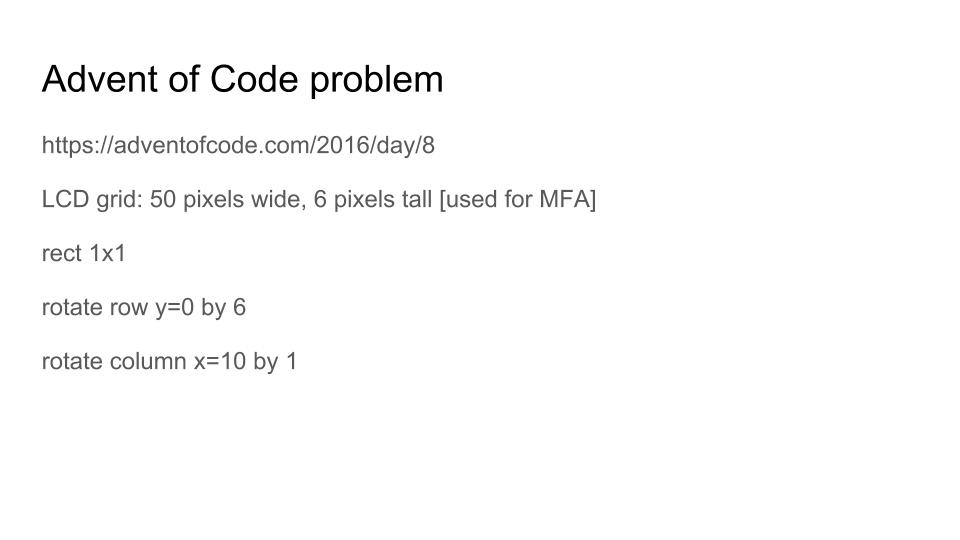 Advent of Code problem
https://adventofcode.com/2016/day/8
LCD grid: 50 pixels wide, 6 pixels tall [used for MFA]
rect 1x1
rotate row y=0 by 6
rotate column x=10 by 1